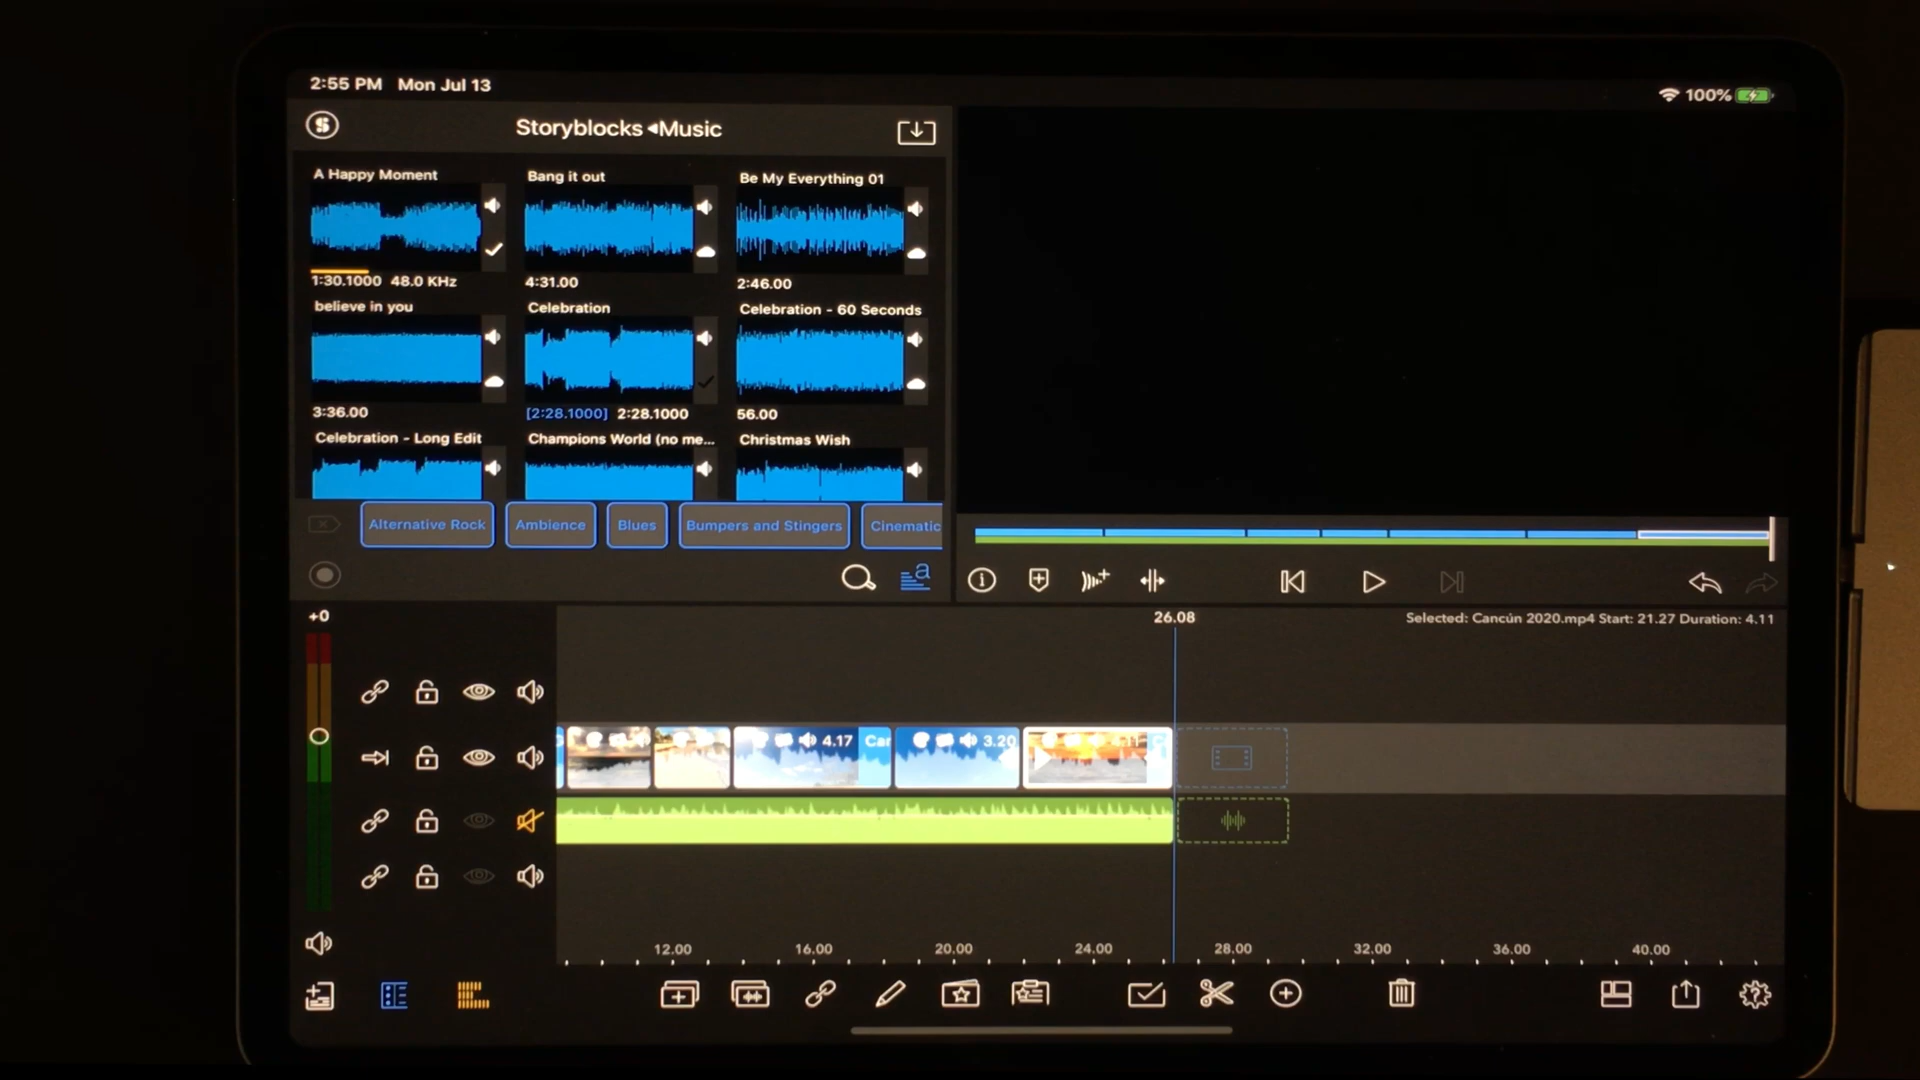 2:55 PM Mon Jul 13
100%
S
Storyblocks Music
A Happy Moment
Bang it out
Be My Everything 01
1:30.1000 48.0 KHz
4:31.00
2:46.00
believe in you
Celebration
Celebration - 60 Seconds
3:36.00
[2:28.1000] 2:28.1000
56.00
Celebration - Long Edit
Champions World (no me...
Christmas Wish
Alternative Rock
Ambience
Blues
Bumpers and Stingers
Cinematic
a
+0
26.08
Selected: Cancún 2020.mp4 Start: 21.27 Duration: 4.11
4.17
Car
3.20
4.11
12.00
16.00
20.00
24.00
28.00
32.00
36.00
40.00